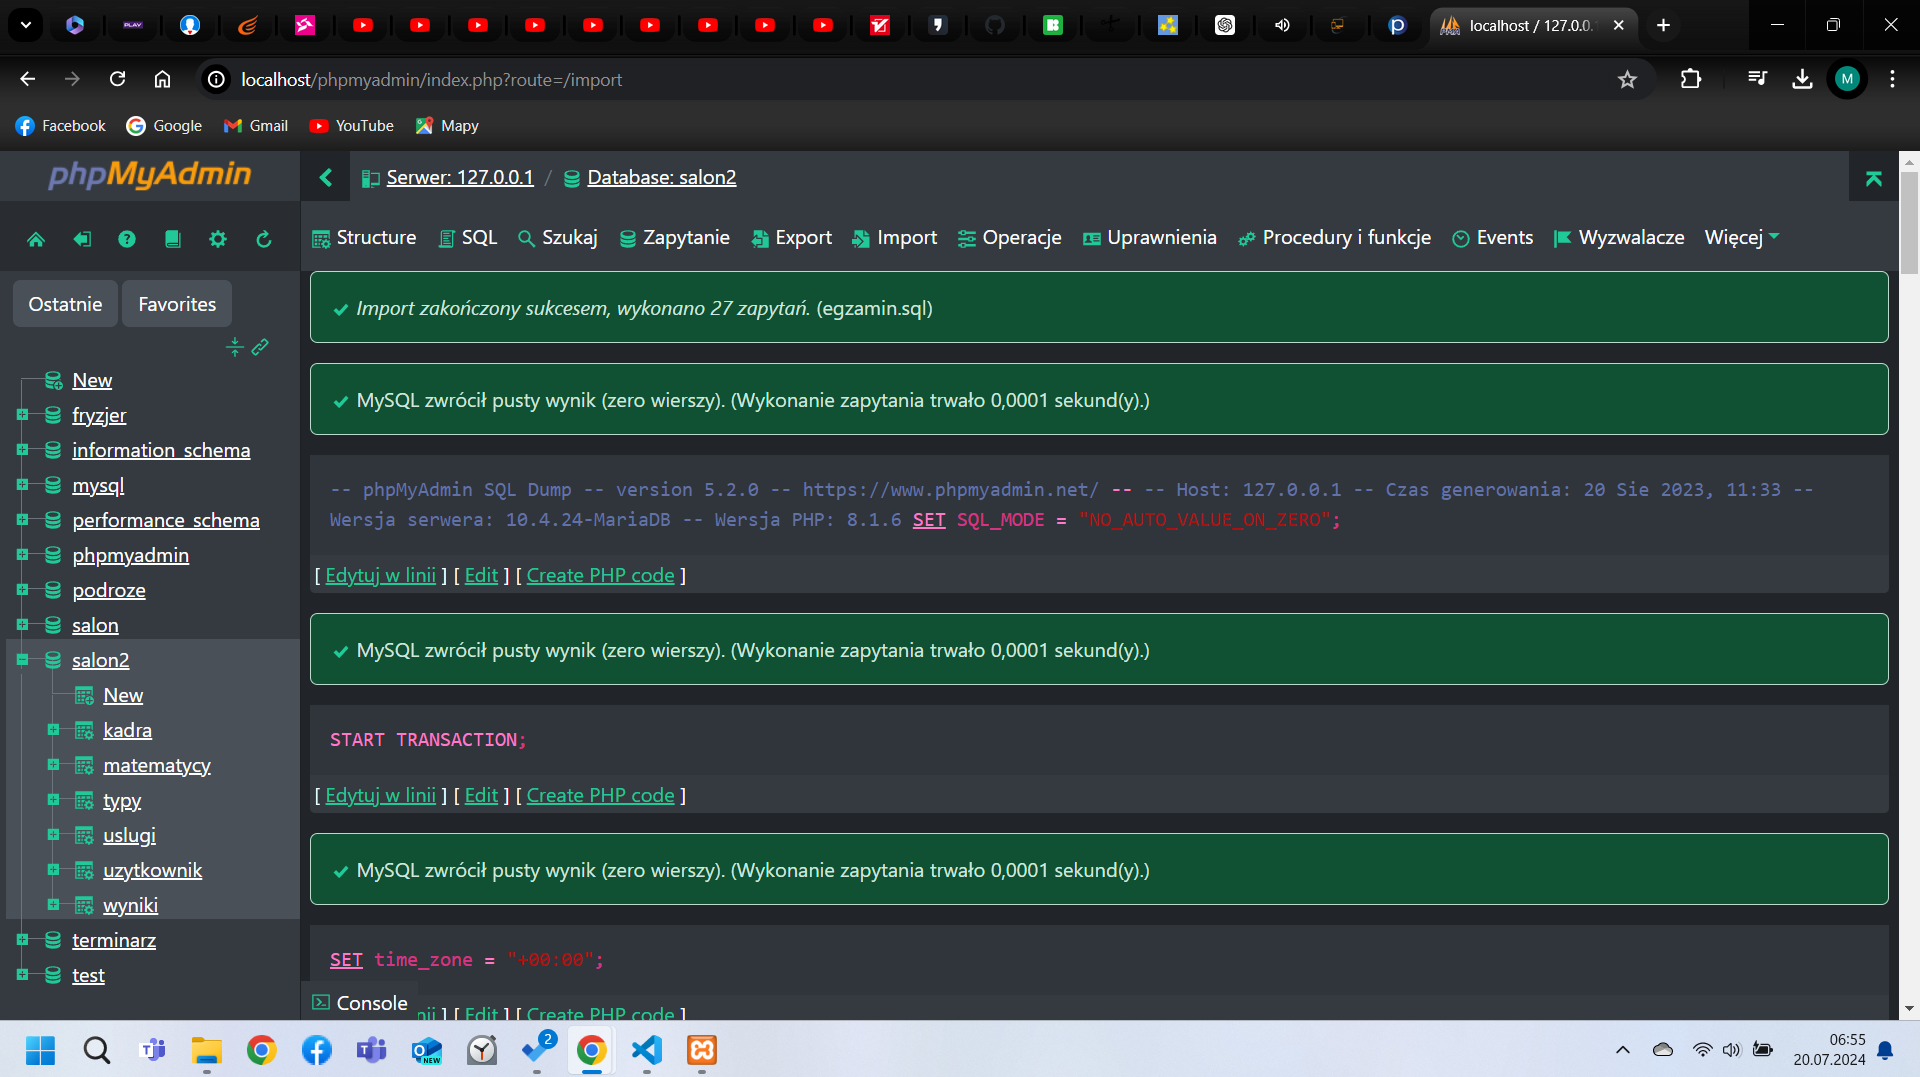 PLAY
localhost / 127.0.0.1
localhost/phpmyadmin/index.php?route=/import
M
Facebook
Google
Gmail
YouTube
Mapy
phpMyAdmin
Serwer: 127.0.0.1 / Database: salon2
Structure
SQL
Szukaj
Zapytanie
Export
Import
Operacje
Uprawnienia
Procedury i funkcje
Events
Wyzwalacze
Więcej
Ostatnie
Favorites
New
fryzjer
information_schema
mysql
performance_schema
phpmyadmin
podroze
salon
salon2
New
kadra
matematycy
typy
uslugi
uzytkownik
wyniki
terminarz
test
Import zakończony sukcesem, wykonano 27 zapytań. (egzamin.sql)
MySQL zwrócił pusty wynik (zero wierszy). (Wykonanie zapytania trwało 0,0001 sekund(y).)
-- phpMyAdmin SQL Dump -- version 5.2.0 -- https://www.phpmyadmin.net/ -- -- Host: 127.0.0.1 -- Czas generowania: 20 Sie 2023, 11:33 --
Wersja serwera: 10.4.24-MariaDB -- Wersja PHP: 8.1.6 SET SQL_MODE = "NO_AUTO_VALUE_ON_ZERO";
[ Edytuj w linii ] [ Edit ] [ Create PHP code ]
MySQL zwrócił pusty wynik (zero wierszy). (Wykonanie zapytania trwało 0,0001 sekund(y).)
START TRANSACTION;
[ Edytuj w linii ] [ Edit ] [ Create PHP code ]
MySQL zwrócił pusty wynik (zero wierszy). (Wykonanie zapytania trwało 0,0001 sekund(y).)
SET time_zone = "+00:00";
Console
nii ] [ Edit ] [ Create PHP code ]
NEW
2
06:55
20.07.2024